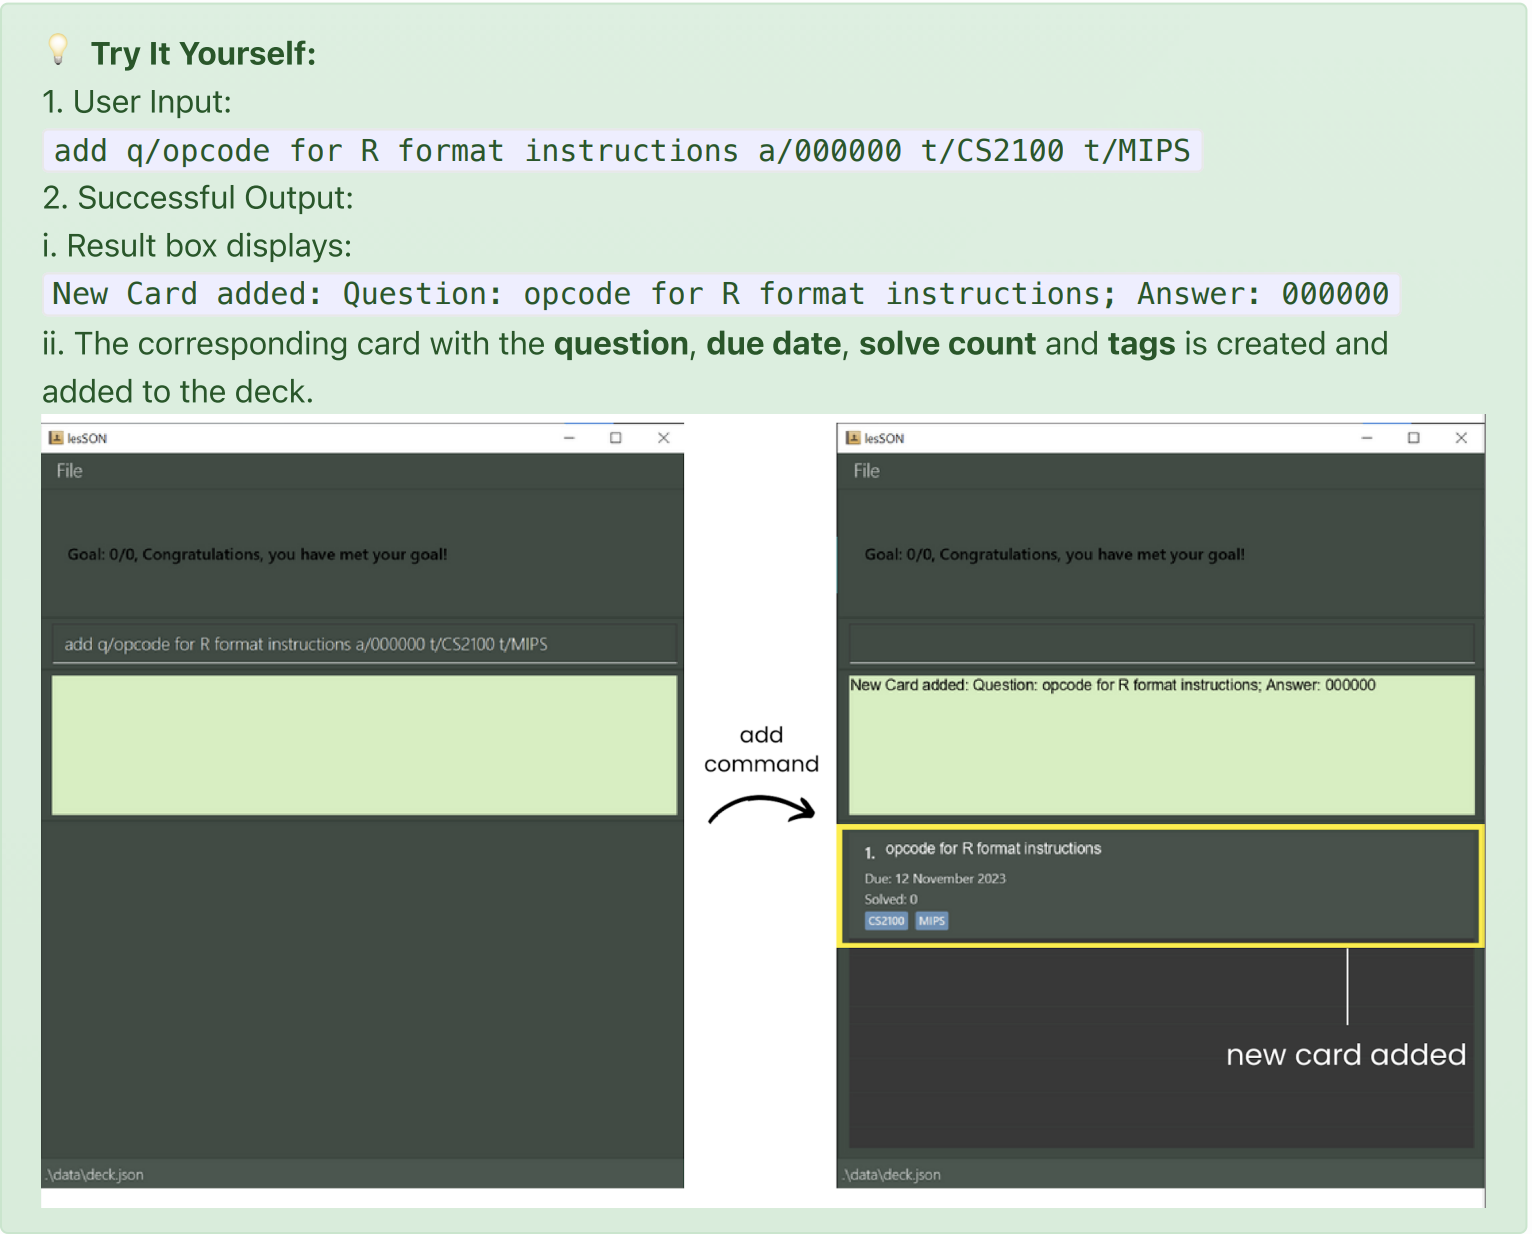 Try It Yourself:
1. User Input:
add q/opcode for R format instructions a/000000 t/CS2100 t/MIPS
2. Successful Output:
i. Result box displays:
New Card added: Question: opcode for R format instructions; Answer: 000000
ii. The corresponding card with the question, due date, solve count and tags is created and
added to the deck.
lesSON
File
Goal: 0/0, Congratulations, you have met your goal!
add q/opcode for R format instructions a/000000 t/CS2100 t/MIPS
.\data\deck.json
add
command
lesSON
File
Goal: 0/0, Congratulations, you have met your goal!
New Card added: Question: opcode for R format instructions; Answer: 000000
1. opcode for R format instructions
Due: 12 November 2023
Solved: 0
CS2100 MIPS
new card added
.\data\deck.json